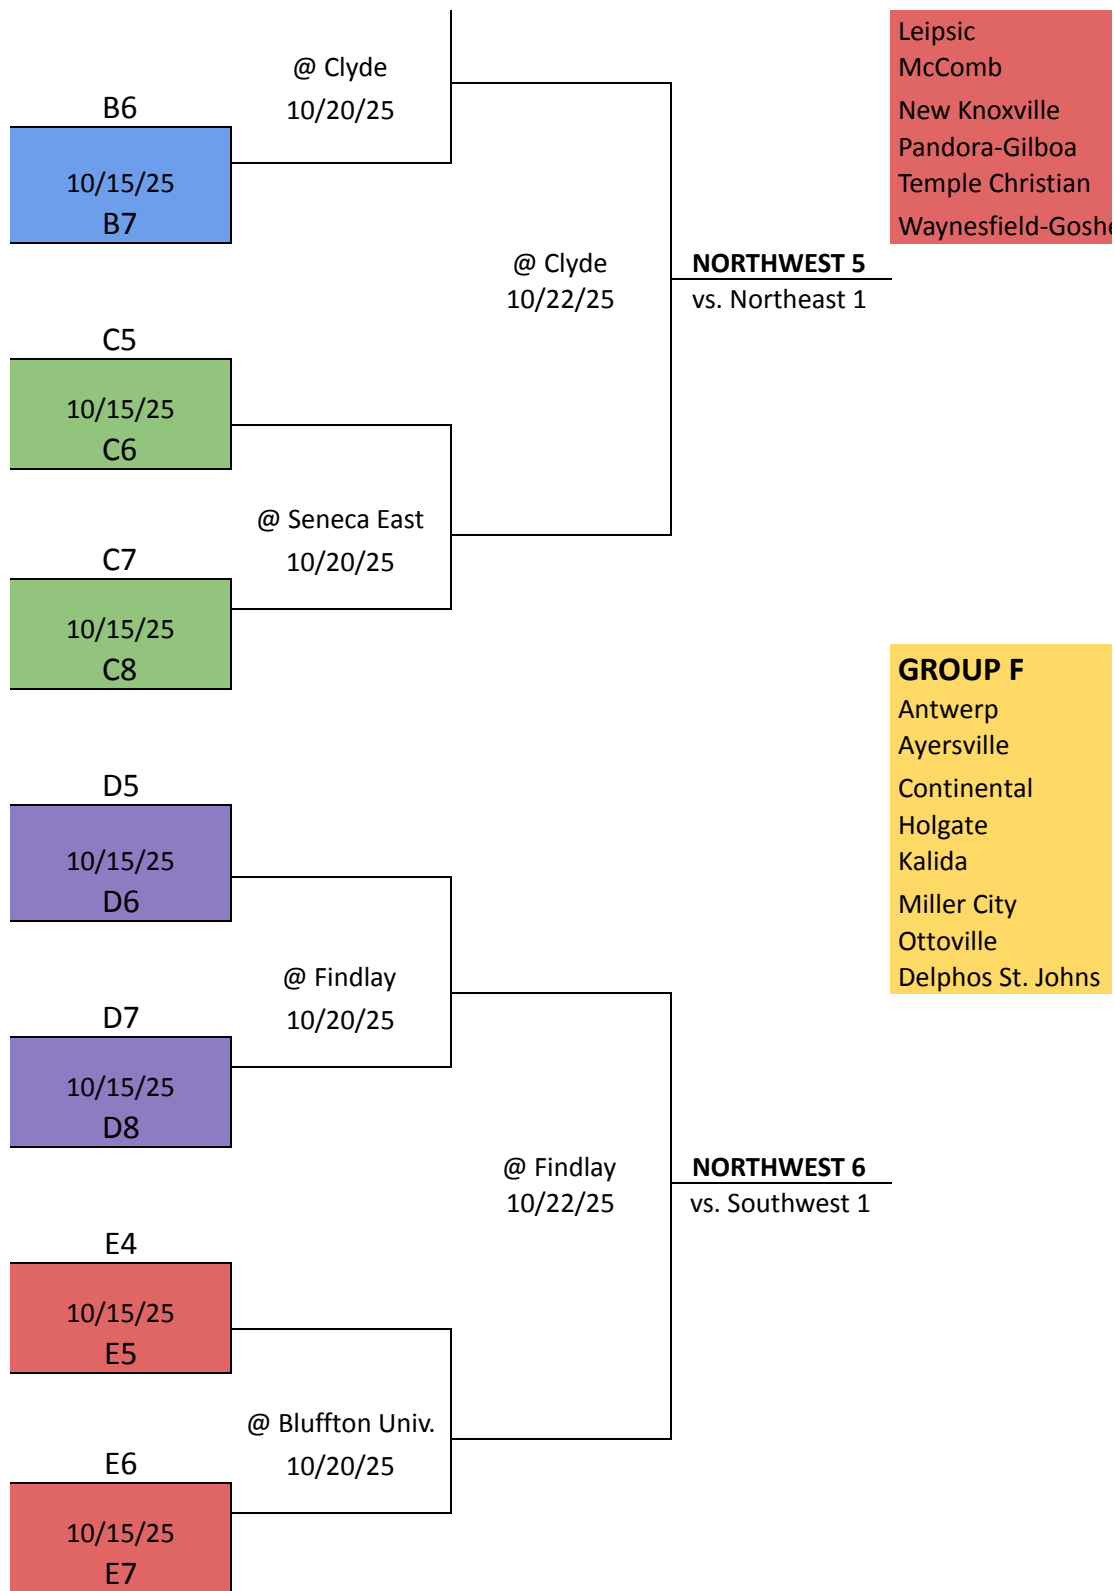 @ Clyde
10/20/25
B6
10/15/25
B7
@ Clyde
10/22/25
NORTHWEST 5
vs. Northeast 1
C5
10/15/25
C6
@ Seneca East
10/20/25
C7
10/15/25
C8
D5
10/15/25
D6
@ Findlay
10/20/25
D7
10/15/25
D8
@ Findlay
10/22/25
NORTHWEST 6
vs. Southwest 1
E4
10/15/25
E5
@ Bluffton Univ.
10/20/25
E6
10/15/25
E7
Leipsic
McComb
New Knoxville
Pandora-Gilboa
Temple Christian
Waynesfield-Goshe
GROUP F
Antwerp
Ayersville
Continental
Holgate
Kalida
Miller City
Ottoville
Delphos St. Johns